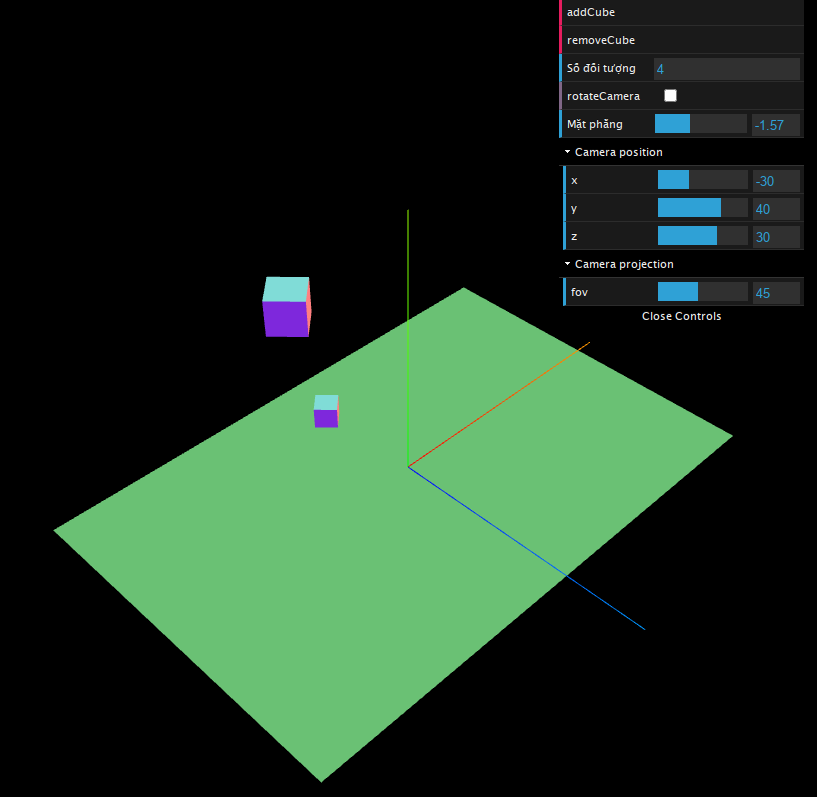 addCube
removeCube
Số đối tượng 4
rotateCamera
Mặt phẳng -1.57
Camera position
x -30
y 40
z 30
Camera projection
fov 45
Close Controls